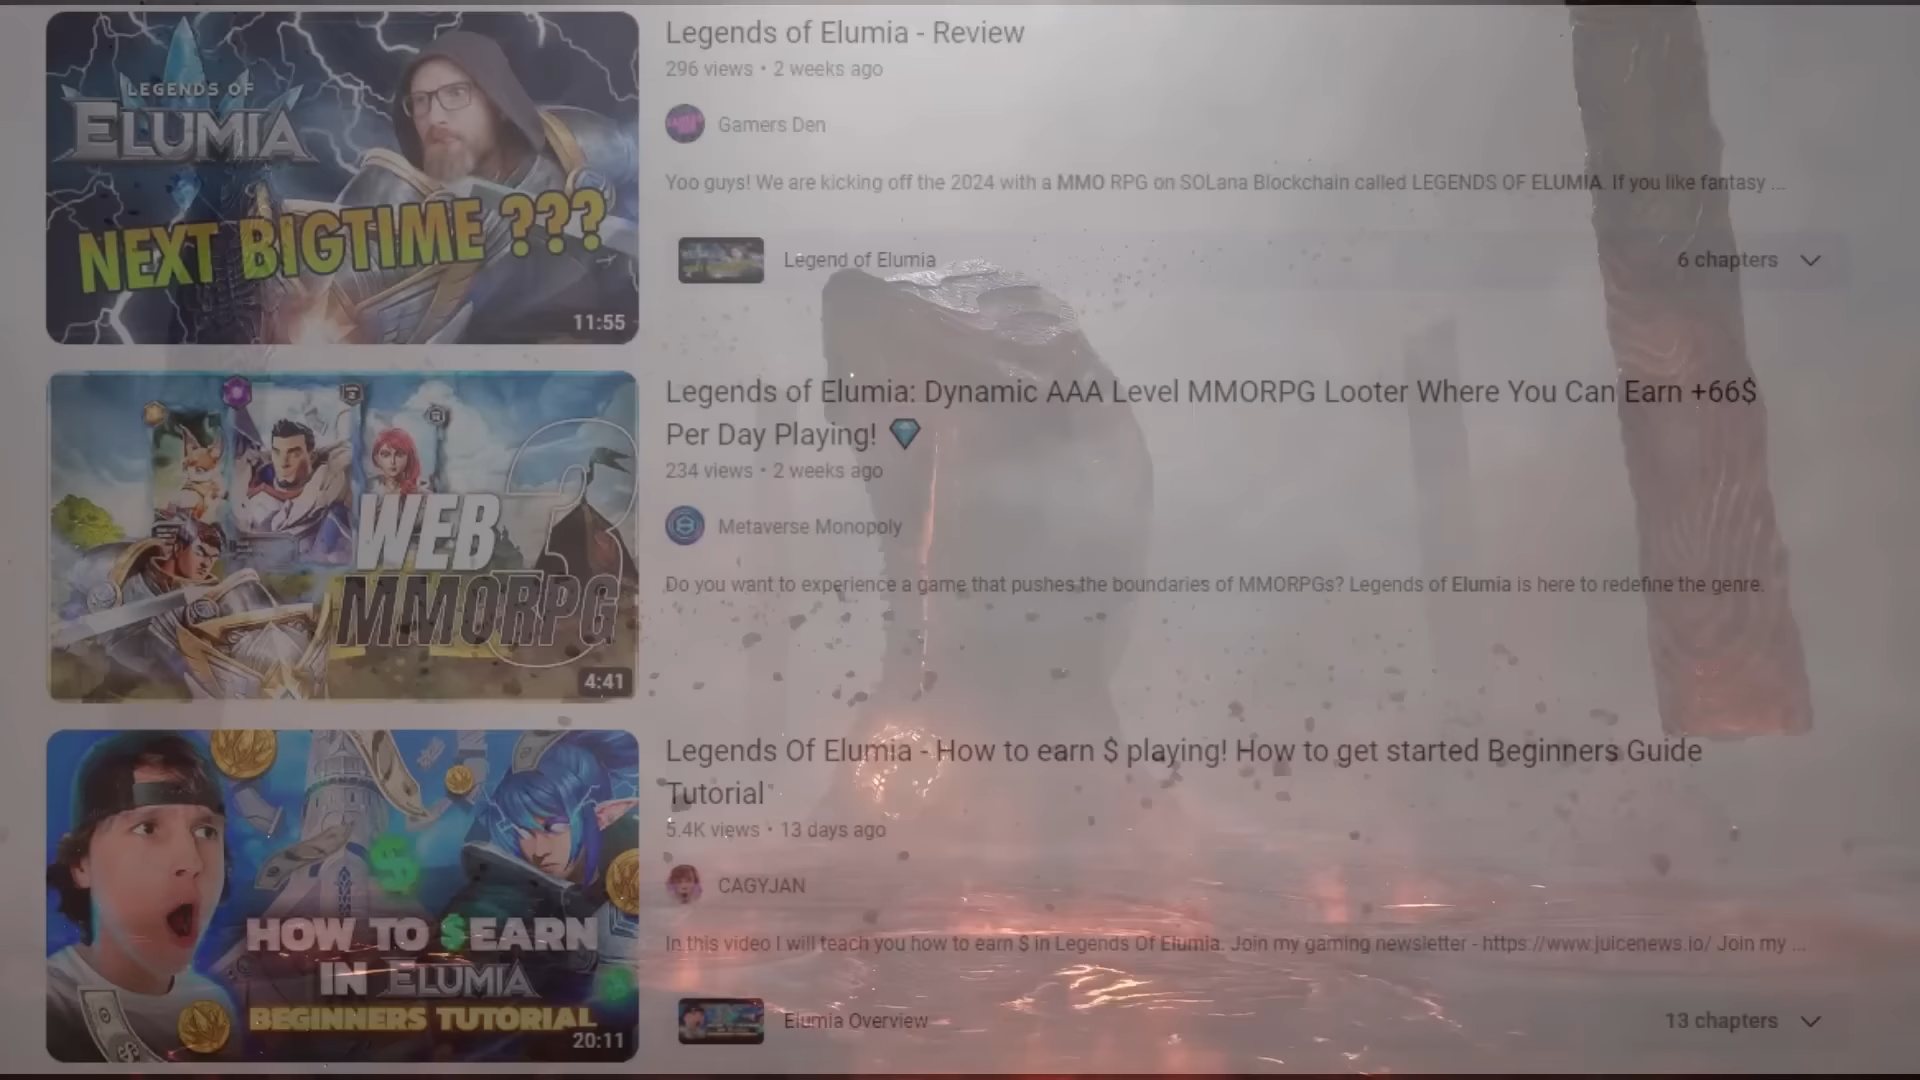 LEGENDS OF
ELUMIA
NEXT BIGTIME ???
11:55
Legends of Elumia - Review
296 views • 2 weeks ago
Gamers Den
Yoo guys! We are kicking off the 2024 with a MMO RPG on SOLana Blockchain called LEGENDS OF ELUMIA. If you like fantasy ...
Legend of Elumia
6 chapters
WEB 3
MMORPG
4:41
Legends of Elumia: Dynamic AAA Level MMORPG Looter Where You Can Earn +66$
Per Day Playing! 💎
234 views • 2 weeks ago
Metaverse Monopoly
Do you want to experience a game that pushes the boundaries of MMORPGs? Legends of Elumia is here to redefine the genre.
HOW TO $EARN
IN ELUMIA
BEGINNERS TUTORIAL
20:11
Legends Of Elumia - How to earn $ playing! How to get started Beginners Guide
Tutorial
5.4K views • 13 days ago
CAGYJAN
In this video I will teach you how to earn $ in Legends Of Elumia. Join my gaming newsletter - https://www.juicenews.io/ Join my ...
Elumia Overview
13 chapters